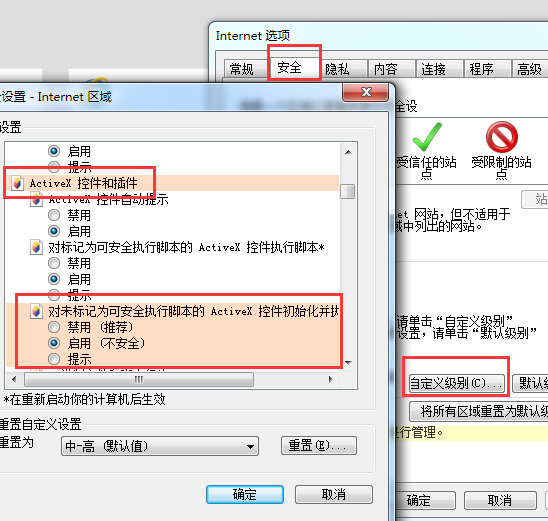 Internet 选项
常规
安全
隐私
内容
连接
程序
高级
全设置 - Internet 区域
设置
启用
提示
ActiveX 控件和插件
ActiveX 控件自动提示
禁用
启用
对标记为可安全执行脚本的 ActiveX 控件执行脚本*
禁用
启用
提示
对未标记为可安全执行脚本的 ActiveX 控件初始化并执
禁用 (推荐)
启用 (不安全)
提示
*在重新启动你的计算机后生效
重置自定义设置
重置为
中-高 (默认值)
重置(E)...
确定
取消
全设
受信任的站
点
受限制的站
点
站
net 网站，但不适用于
域中列出的网站。
请单击“自定义级别”
设置，请单击“默认级别”
自定义级别(C)...
默认级
将所有区域重置为默认级
行管理。
确定
取消